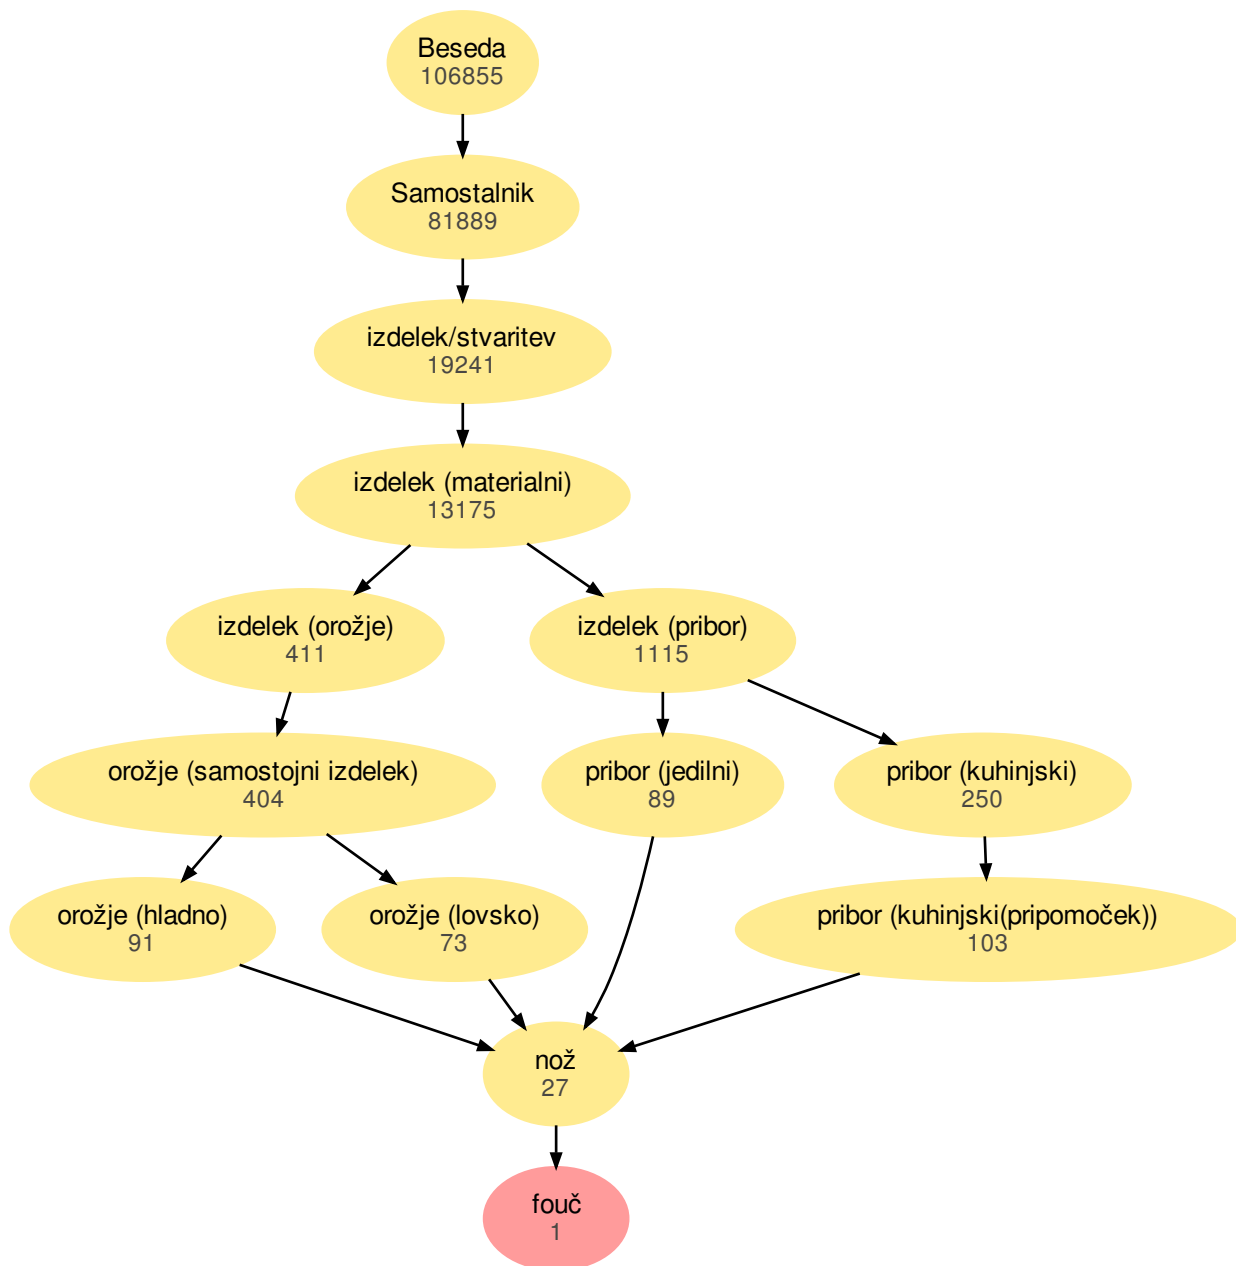 Beseda
106855
Samostalnik
81889
izdelek/stvaritev
19241
izdelek (materialni)
13175
izdelek (orožje)
411
izdelek (pribor)
1115
orožje (samostojni izdelek)
404
pribor (jedilni)
89
pribor (kuhinjski)
250
orožje (hladno)
91
orožje (lovsko)
73
pribor (kuhinjski(pripomoček))
103
nož
27
fouč
1